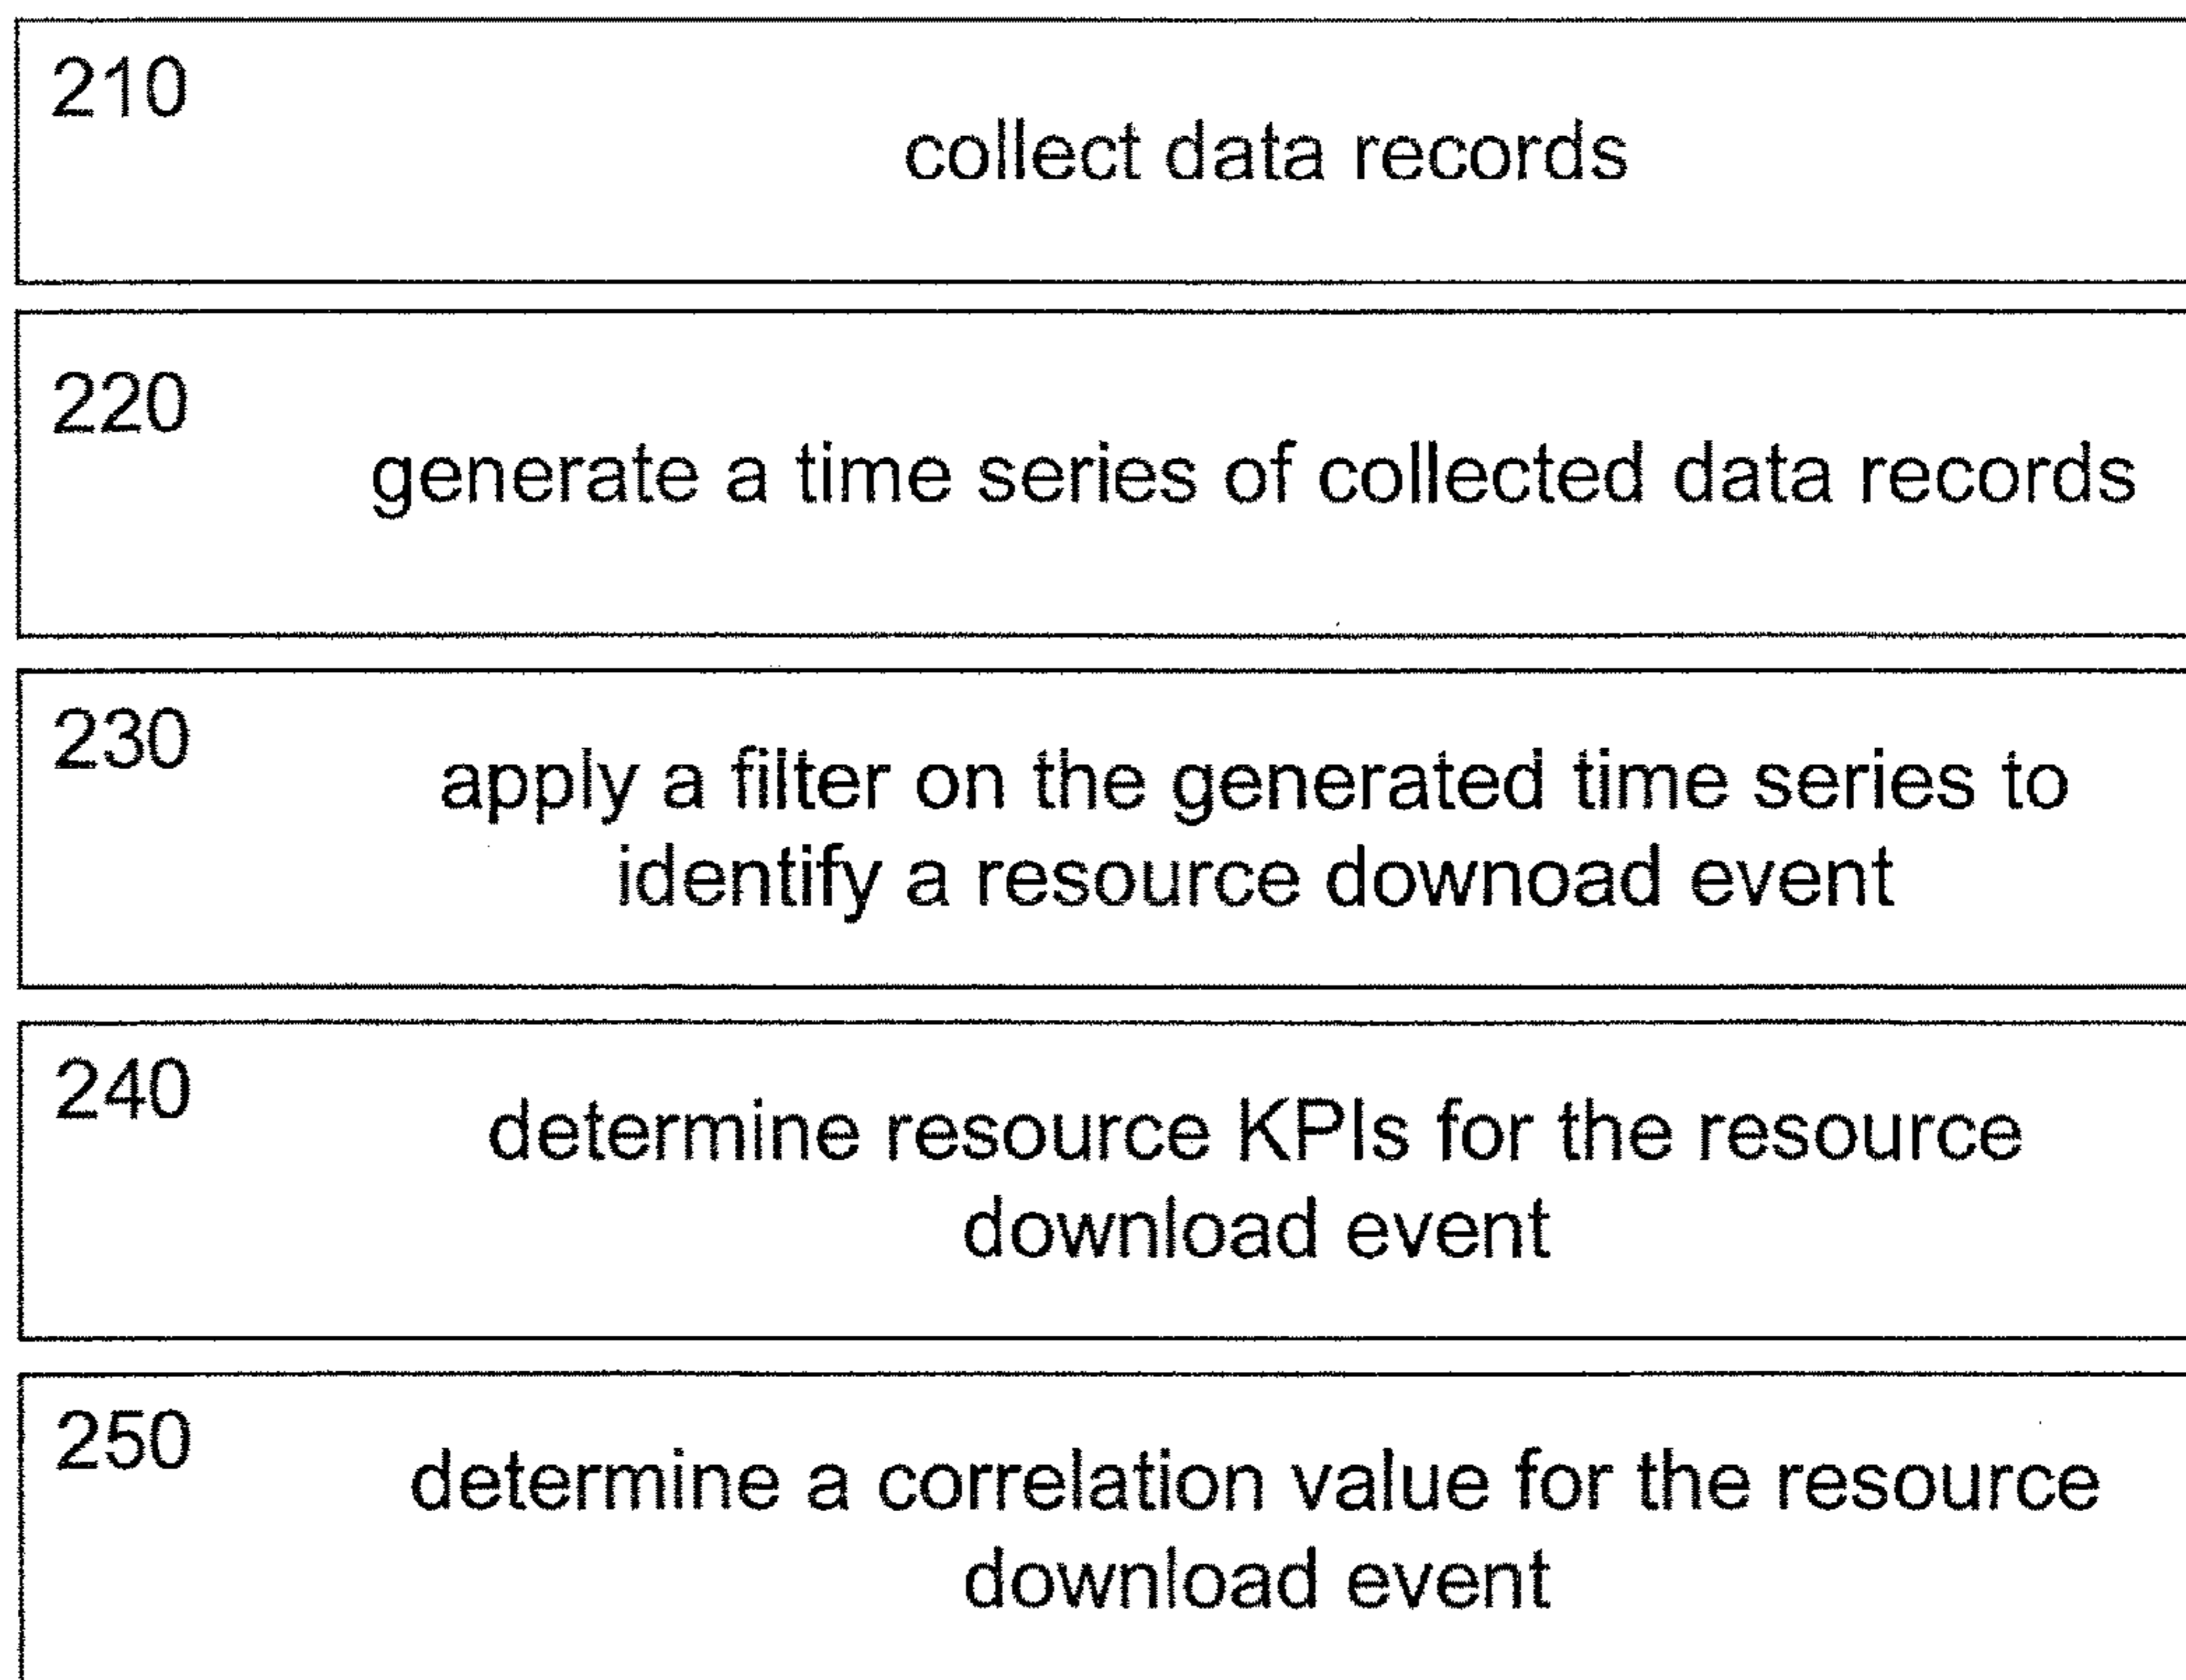 210
collect data records
220
generate a time series of collected data records
230
apply a filter on the generated time series to
identify a resource downoad event
240
determine resource KPIs for the resource
download event
250
determine a correlation value for the resource
download event